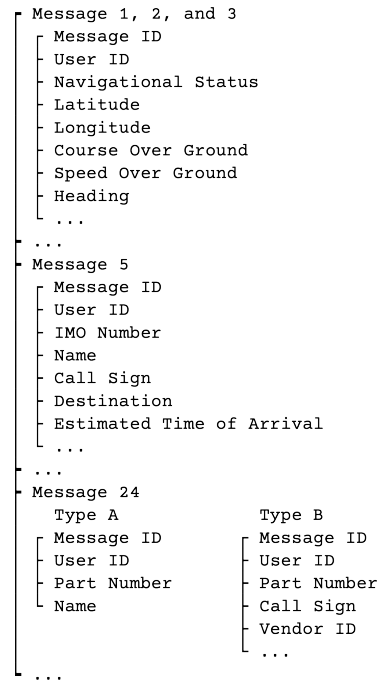 Message 1, 2, and 3
Message ID
User ID
Navigational Status
Latitude
Longitude
Course Over Ground
Speed Over Ground
Heading
...
...
Message 5
Message ID
User ID
IMO Number
Name
Call Sign
Destination
Estimated Time of Arrival
...
...
Message 24
Type A
Message ID
User ID
Part Number
Name
Type B
Message ID
User ID
Part Number
Call Sign
Vendor ID
...
...